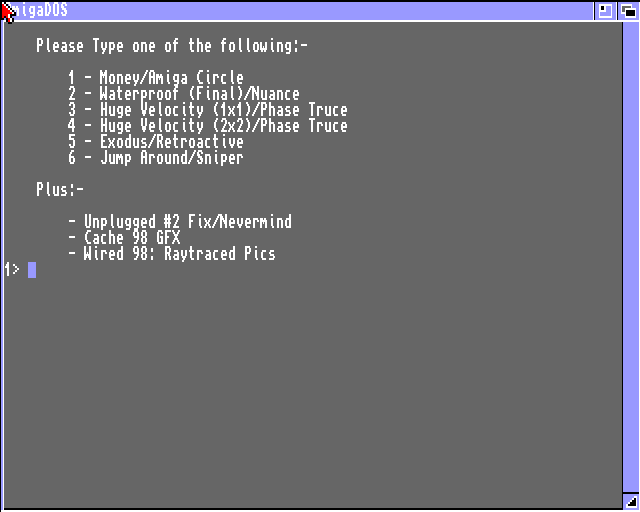 AmigaDOS
Please Type one of the following:-
1 - Money/Amiga Circle
2 - Waterproof (Final)/Nuance
3 - Huge Velocity (1x1)/Phase Truce
4 - Huge Velocity (2x2)/Phase Truce
5 - Exodus/Retroactive
6 - Jump Around/Sniper
Plus:-
- Unplugged #2 Fix/Nevermind
- Cache 98 GFX
- Wired 98: Raytraced Pics
1>